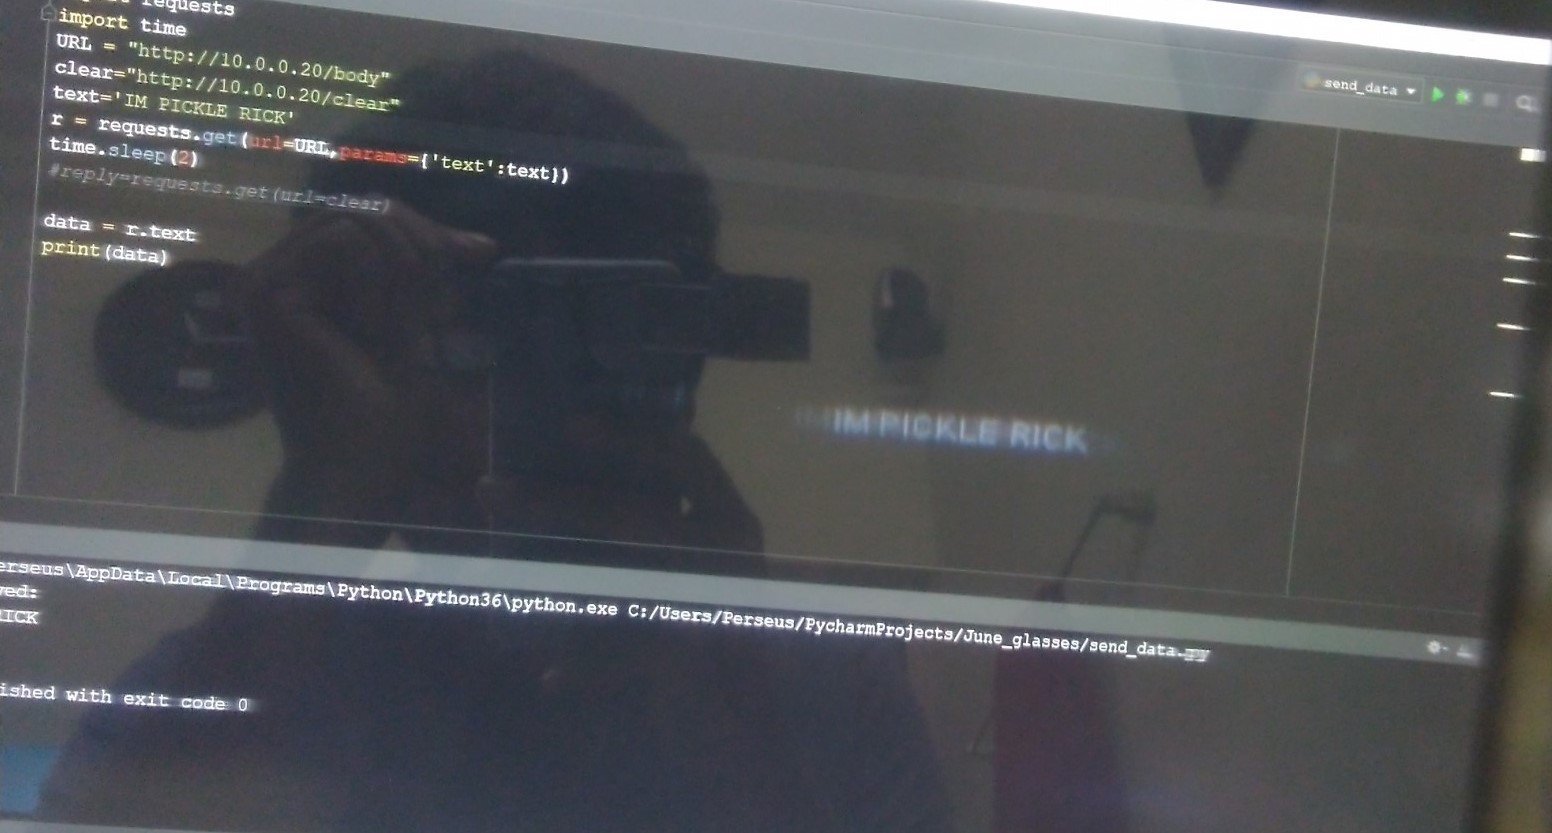 requests
import time
URL = "http://10.0.0.20/body"
clear="http://10.0.0.20/clear"
text='IM PICKLE RICK'
r = requests.get(url=URL,params={'text':text})
time.sleep(2)
#reply=requests.get(url=clear)
data = r.text
print(data)
send_data
IM PICKLE RICK
erseus\AppData\Local\Programs\Python\Python36\python.exe C:/Users/Perseus/PycharmProjects/June_glasses/send_data.py
ved:
RICK
ished with exit code 0